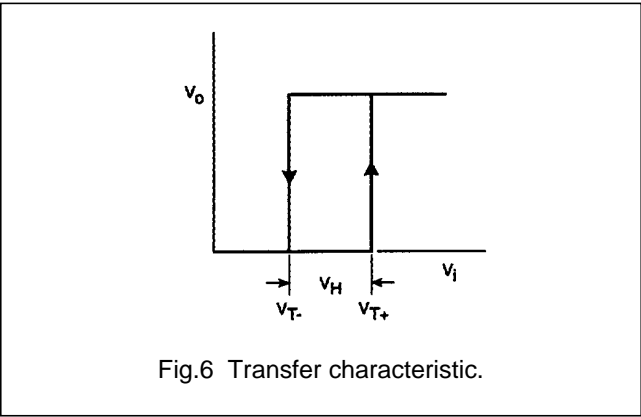 Vo
Vi
VH
VT-
VT+
Fig.6 Transfer characteristic.